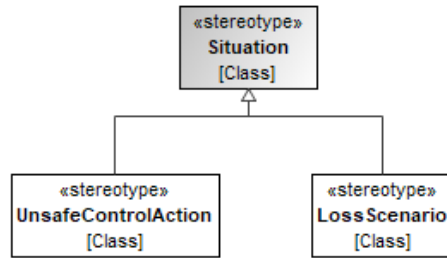 «stereotype»
Situation
[Class]
«stereotype»
UnsafeControlAction
[Class]
«stereotype»
LossScenario
[Class]